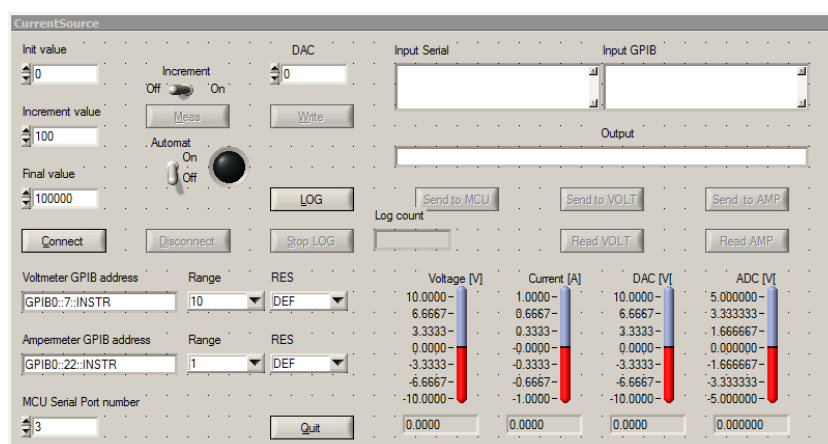 CurrentSource
Init value
DAC
Input Serial
Input GPIB
0
Increment
0
Off
On
Increment value
Meas
Write
100
Automat
Output
On
Off
Final value
100000
LOG
Send to MCU
Send to VOLT
Send to AMP
Log count
Connect
Disconnect
Stop LOG
Read VOLT
Read AMP
Voltmeter GPIB address
Range
RES
Voltage [V]
Current [A]
DAC [V[
ADC [V[
GPIB0::7::INSTR
10
DEF
10.0000
1.0000
10.0000
5.000000
6.6667
0.6667
6.6667
3.333333
3.3333
0.3333
3.3333
1.666667
Ampermeter GPIB address
Range
RES
0.0000
-0.0000
0.0000
0.000000
GPIB0::22::INSTR
1
DEF
-3.3333
-0.3333
-3.3333
-1.666667
-6.6667
-0.6667
-6.6667
-3.333333
MCU Serial Port number
-10.0000
-1.0000
-10.0000
-5.000000
3
Quit
0.0000
0.0000
0.0000
0.000000